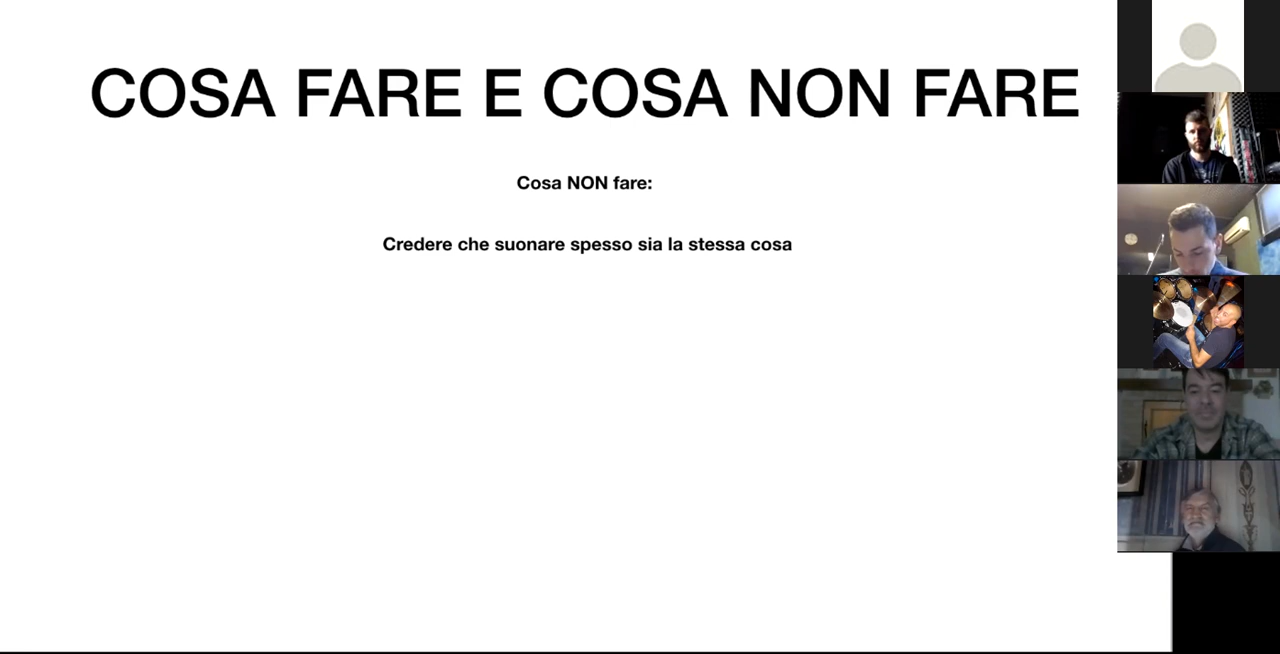 COSA FARE E COSA NON FARE
Cosa NON fare:
Credere che suonare spesso sia la stessa cosa